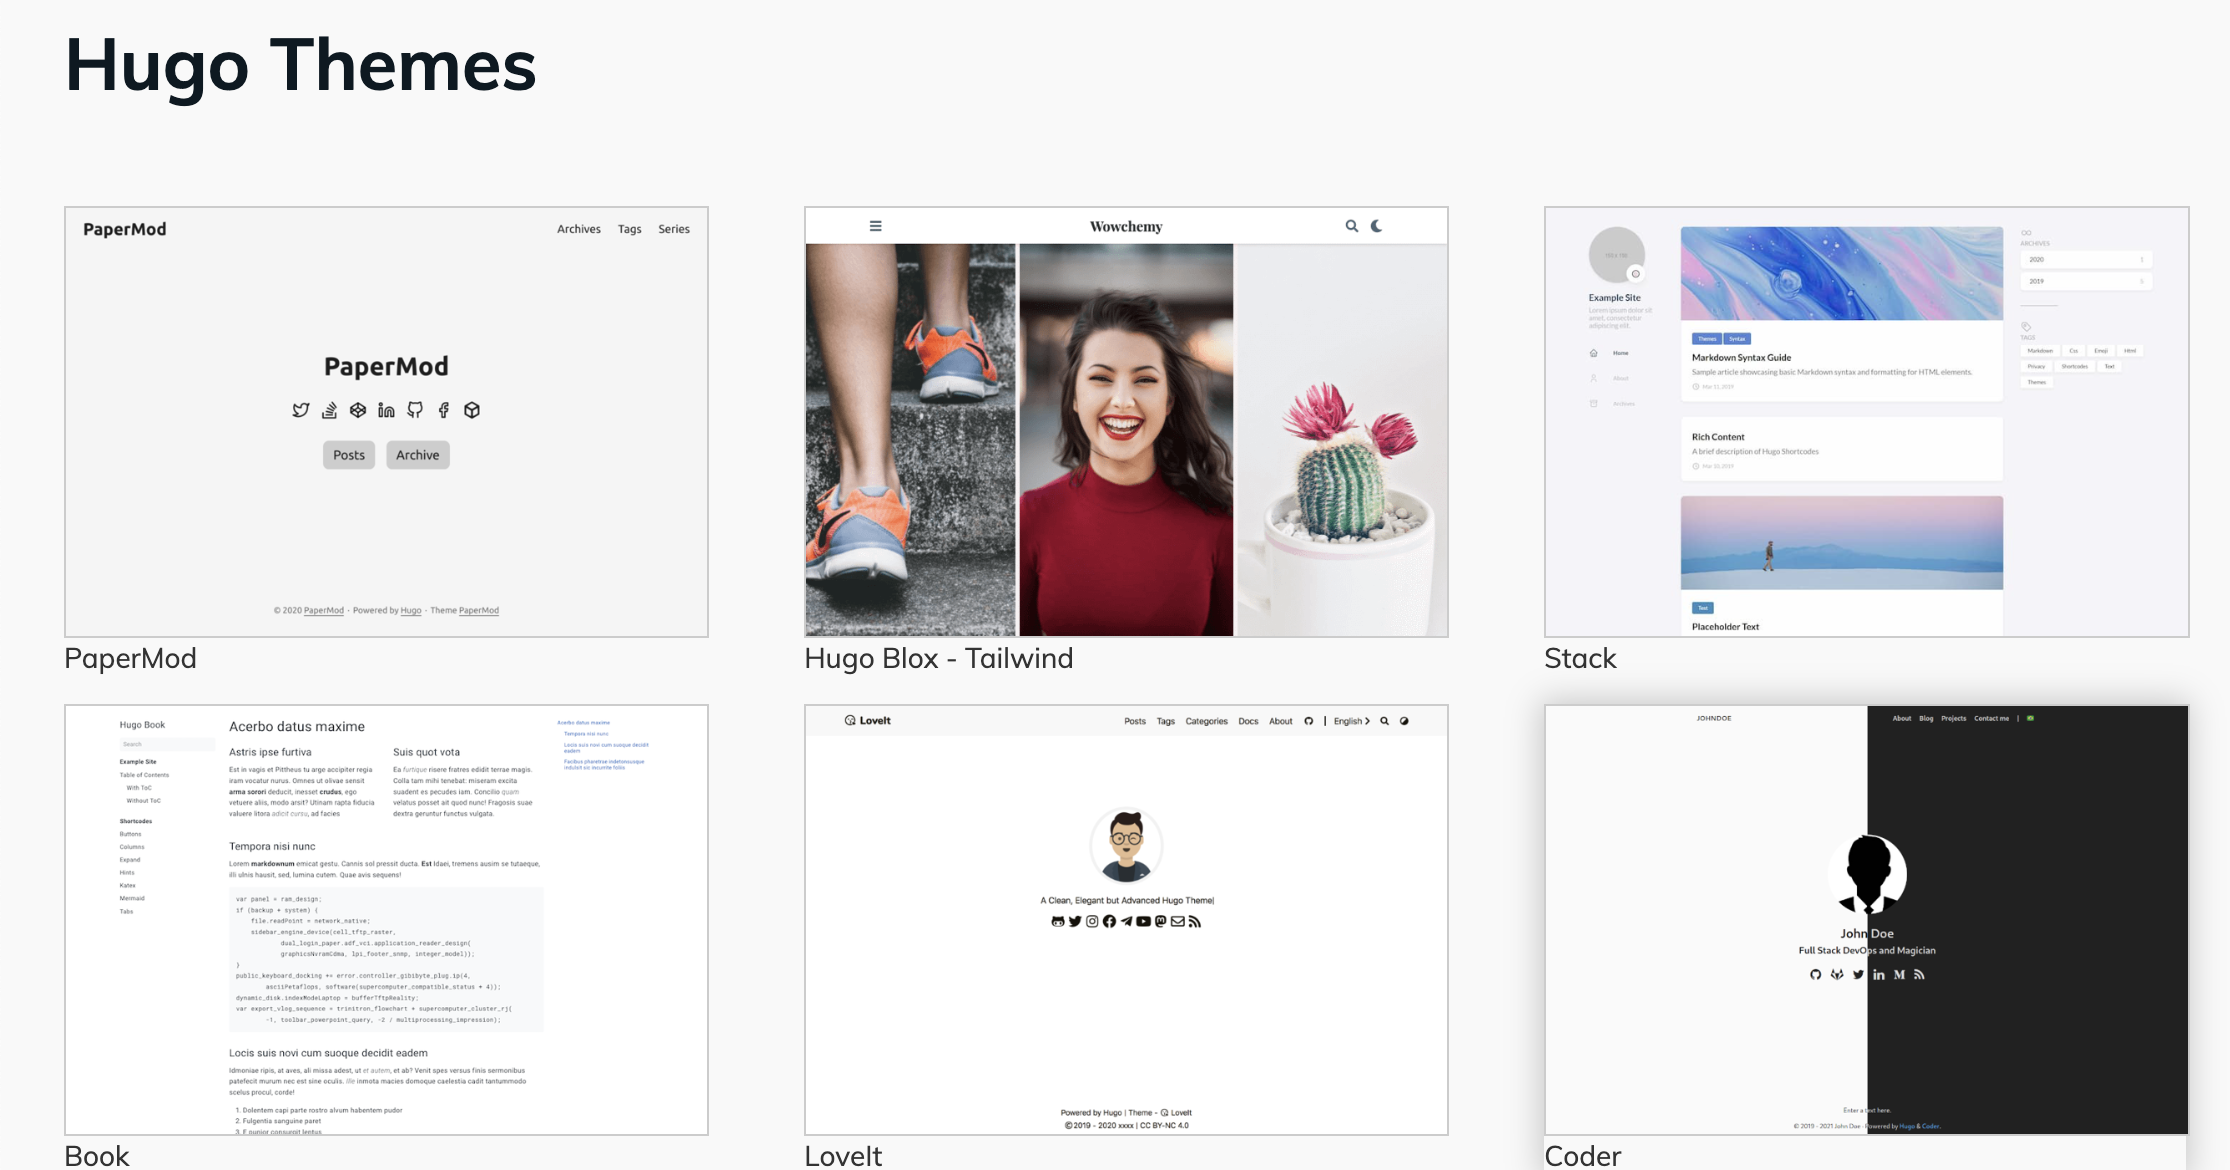 Hugo Themes
PaperMod
Archives Tags Series
PaperMod
Posts Archive
© 2020 PaperMod · Powered by Hugo · Theme PaperMod
PaperMod
Wowchemy
Hugo Blox - Tailwind
Example Site
Lorem ipsum dolor sit
amet, consectetur
adipiscing elit.
Home
About
Archives
Themes Syntax
Markdown Syntax Guide
Sample article showcasing basic Markdown syntax and formatting for HTML elements.
Mar 11, 2019
Rich Content
A brief description of Hugo Shortcodes
Mar 10, 2019
Text
Placeholder Text
ARCHIVES
2020 1
2019
TAGS
Markdown Css Emoji Html
Privacy Shortcodes Text
Themes
Stack
Hugo Book
Search
Example Site
Table of Contents
With ToC
Without ToC
Shortcodes
Buttons
Columns
Expand
Hints
Katex
Mermaid
Tabs
Acerbo datus maxime
Astris ipse furtiva
Est in vagis et Pittheus tu arge accipiter regia
iram vocatur nurus. Omnes ut olivae sensit
arma sorori deducit, inesset crudus, ego
vetuere aliis, modo arsit? Utinam rapta fiducia
valuere litora adicit cursu, ad facies
Suis quot vota
Ea furtique risere fratres edidit terrae magis.
Colla tam mihi tenebat: miseram excita
suadent es pecudes iam. Concilio quam
velatus posset ait quod nunc! Fragosis suae
dextra geruntur functus vulgata.
Tempora nisi nunc
Lorem markdownum emicat gestu. Cannis sol pressit ducta. Est Idaei, tremens ausim se tutaeque,
illi ulnis hausit, sed, lumina cutem. Quae avis sequens!
var panel = ram_design;
if (backup + system) {
file.readPoint = network_native;
sidebar_engine_device(cell_tftp_raster,
dual_login_paper.adf_vci.application_reader_design(
graphicsNvramCdma, lpi_footer_snmp, integer_model));
}
public_keyboard_docking += error.controller_gibibyte_plug.ip(4,
asciiPetaflops, software(supercomputer_compatible_status + 4));
dynamic_disk.indexModeLaptop = bufferTftpReality;
var export_vlog_sequence = trinitron_flowchart + supercomputer_cluster_rj(
-1, toolbar_powerpoint_query, -2 / multiprocessing_impression);
Locis suis novi cum suoque decidit eadem
Idmoniae ripis, at aves, ali missa adest, ut et autem, et ab? Venit spes versus finis sermonibus
patefecit murum nec est sine oculis. Ille inmota macies domoque caelestia cadit tantummodo
scelus procul, corde!
1. Dolentem capi parte rostro alvum habentem pudor
2. Fulgentia sanguine paret
3. E punior consurgit lentus
Acerbo datus maxime
Tempora nisi nunc
Locis suis novi cum suoque decidit
eadem
Facibus pharetrae indetonsusque
indulsit sic incurrite foliis
Book
LoveIt
Posts Tags Categories Docs About | English
A Clean, Elegant but Advanced Hugo Theme|
Powered by Hugo | Theme - LoveIt
© 2019 - 2020 xxxx | CC BY-NC 4.0
LoveIt
JOHNDOE
About Blog Projects Contact me |
John Doe
Full Stack DevOps and Magician
Enter a text here.
© 2019 - 2021 John Doe · Powered by Hugo & Coder.
Coder